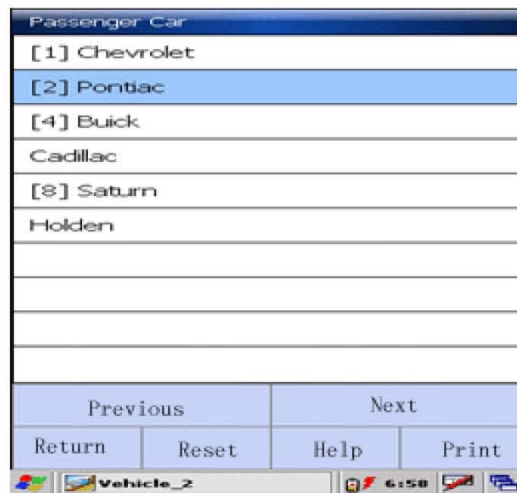 Passenger Car
[1] Chevrolet
[2] Pontiac
[4] Buick
Cadillac
[8] Saturn
Holden
Previous Next
Return Reset Help Print
Vehicle_2 6:50